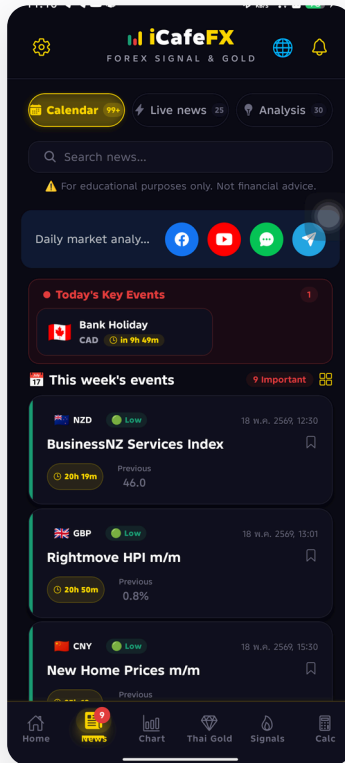 iCafeFX
FOREX SIGNAL & GOLD
Calendar 99+
Live news 25
Analysis 30
Search news...
⚠️ For educational purposes only. Not financial advice.
Daily market analy...
Today's Key Events 1
Bank Holiday
CAD in 9h 49m
This week's events 9 Important
NZD Low 18 พ.ค. 2569, 12:30
BusinessNZ Services Index
20h 19m
Previous
46.0
GBP Low 18 พ.ค. 2569, 13:01
Rightmove HPI m/m
20h 50m
Previous
0.8%
CNY Low 18 พ.ค. 2569, 15:30
New Home Prices m/m
Previous
9
Home News Chart Thai Gold Signals Calc